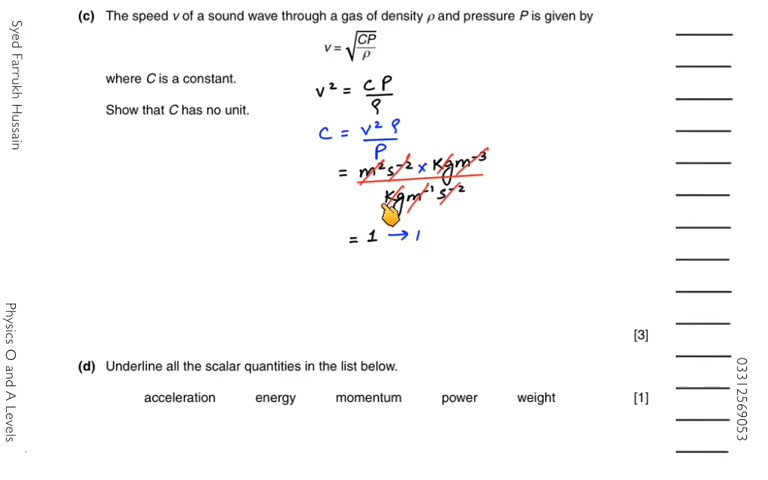 (c) The speed v of a sound wave through a gas of density ρ and pressure P is given by
v = √(CP/ρ)
where C is a constant.
v² = CP/ρ
Show that C has no unit.
C = v²ρ/P
= m²s⁻² × Kgm⁻³ / Kgm⁻¹s⁻²
= 1 → 1
[3]
(d) Underline all the scalar quantities in the list below.
acceleration energy momentum power weight [1]
Syed Farrukh Hussain
Physics O and A Levels
03312569053